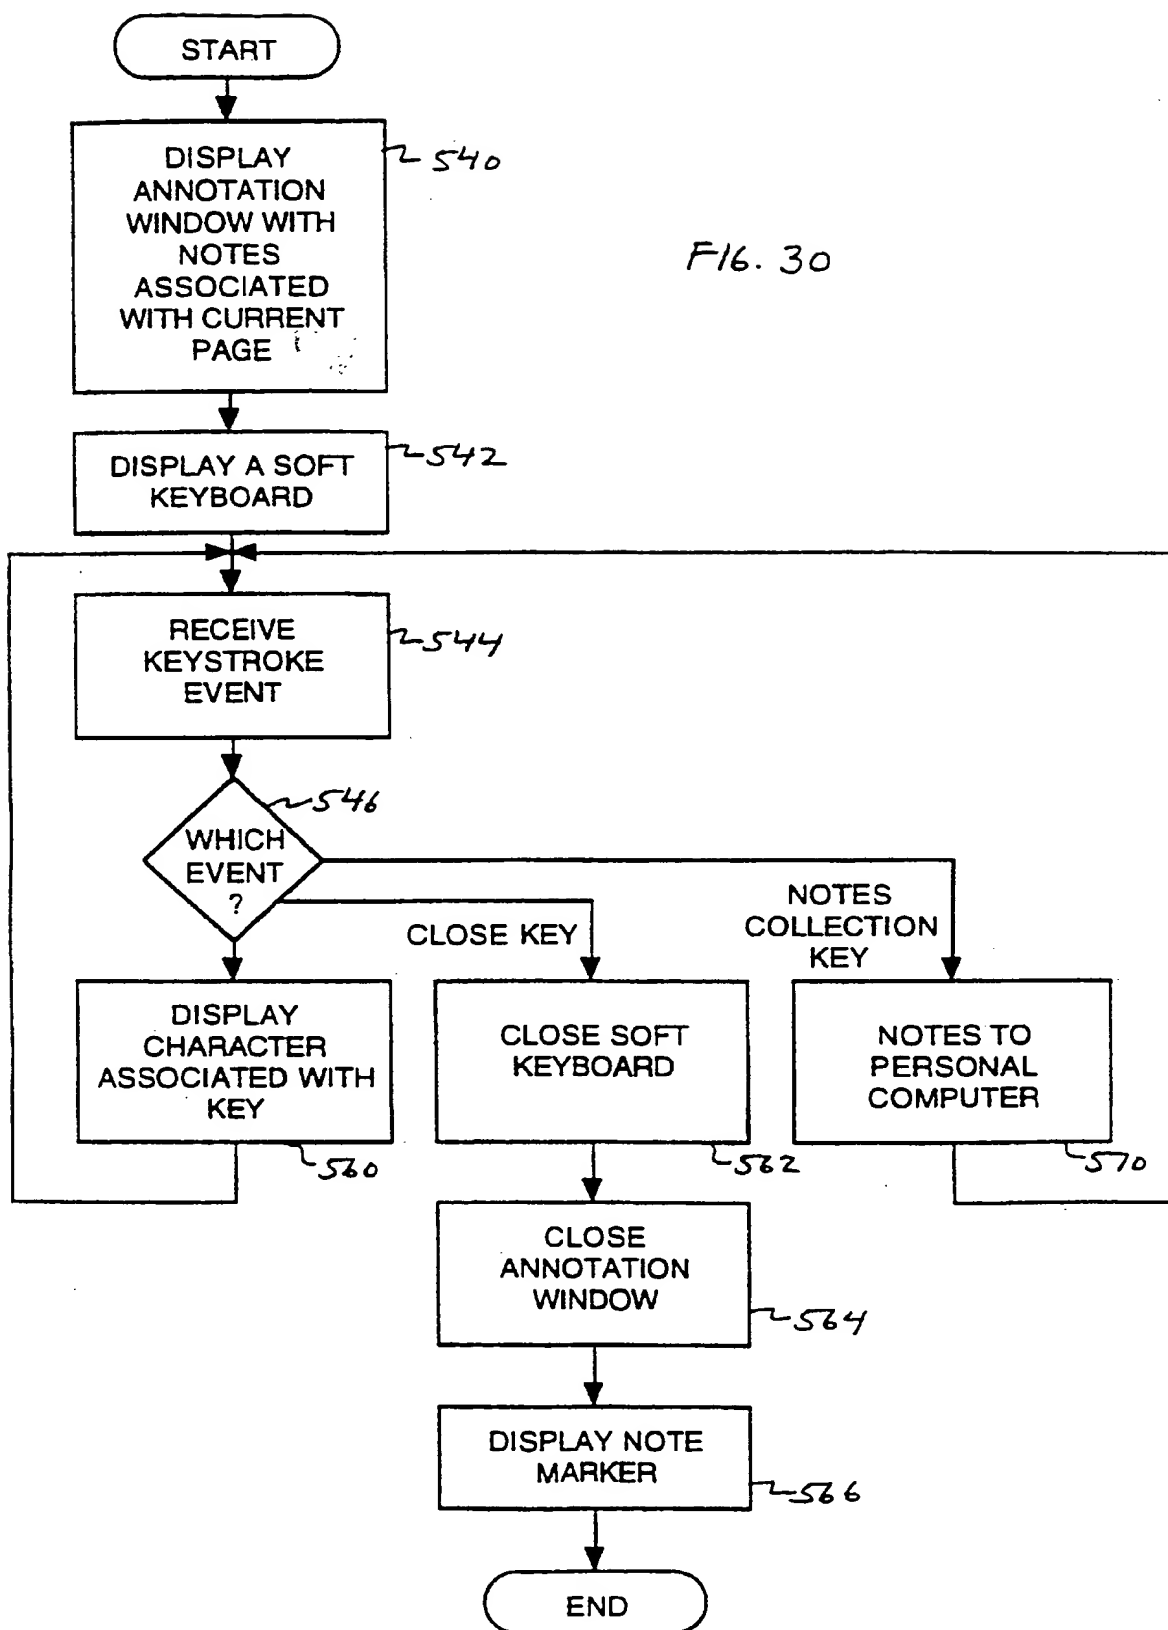 START
DISPLAY
ANNOTATION
WINDOW WITH
NOTES
ASSOCIATED
WITH CURRENT
PAGE
540
FIG. 30
DISPLAY A SOFT
KEYBOARD
542
RECEIVE
KEYSTROKE
EVENT
544
WHICH
EVENT
?
546
CLOSE KEY
NOTES
COLLECTION
KEY
DISPLAY
CHARACTER
ASSOCIATED WITH
KEY
560
CLOSE SOFT
KEYBOARD
562
NOTES TO
PERSONAL
COMPUTER
570
CLOSE
ANNOTATION
WINDOW
564
DISPLAY NOTE
MARKER
566
END